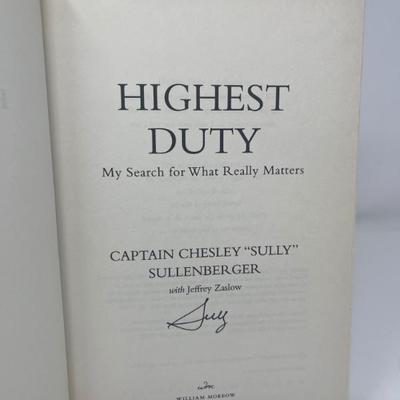 HIGHEST
DUTY
My Search for What Really Matters
CAPTAIN CHESLEY “SULLY”
SULLENBERGER
with Jeffrey Zaslow
Sully
WILLIAM MORROW